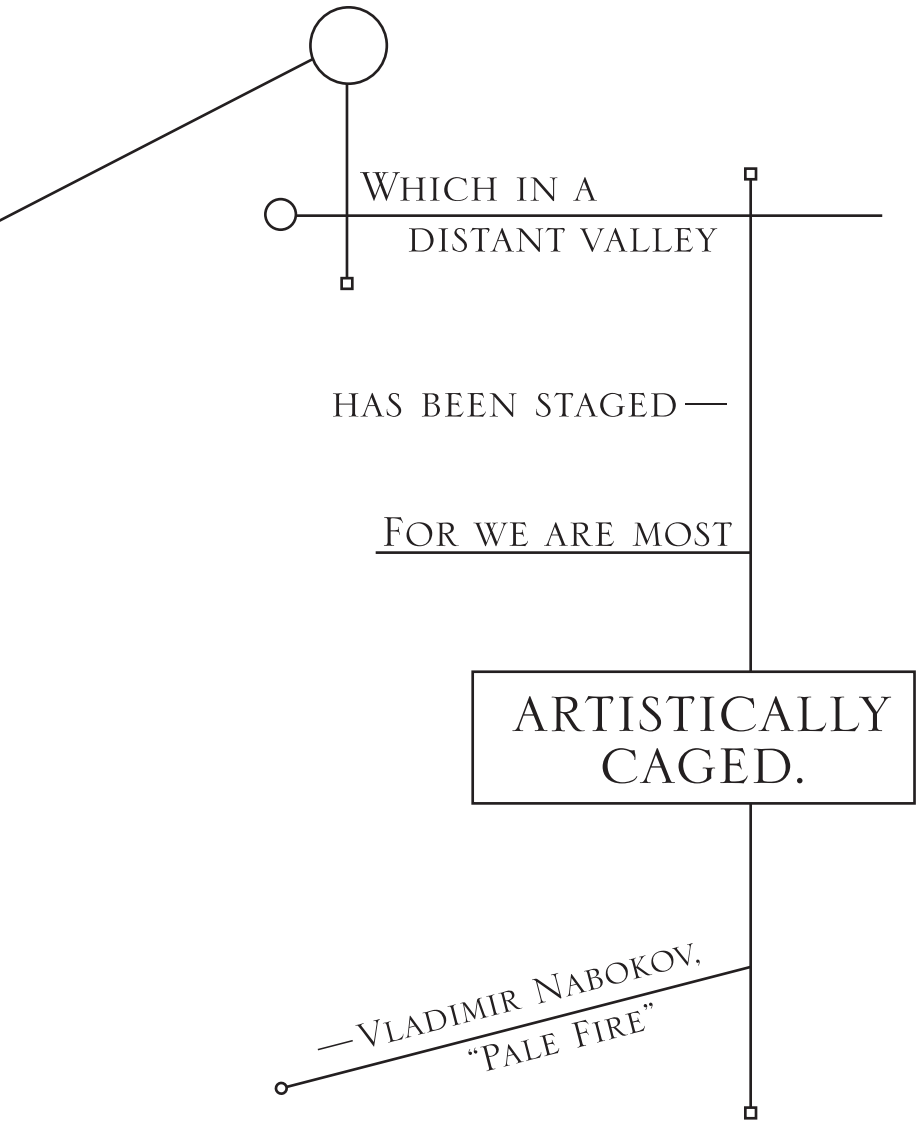 WHICH IN A
DISTANT VALLEY
HAS BEEN STAGED—
FOR WE ARE MOST
ARTISTICALLY
CAGED.
—VLADIMIR NABOKOV,
“PALE FIRE”